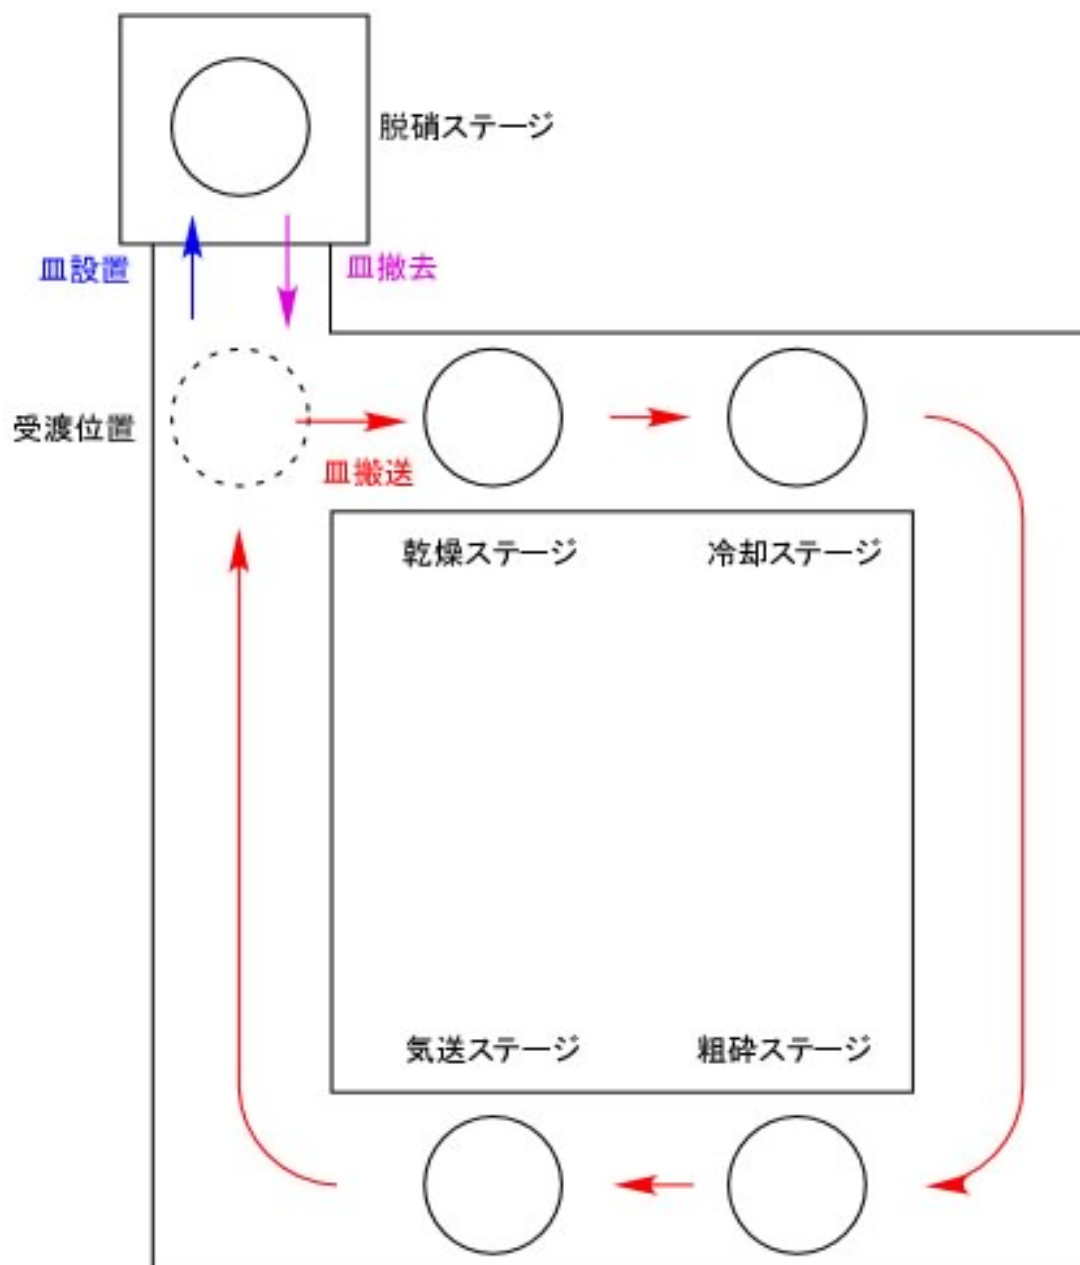 脱硝ステージ
皿設置
皿撤去
受渡位置
皿搬送
乾燥ステージ
冷却ステージ
気送ステージ
粗砕ステージ